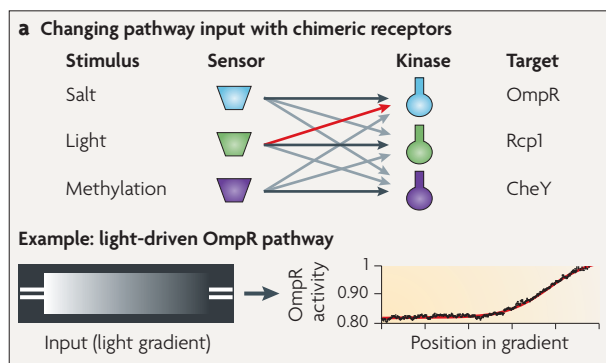 a Changing pathway input with chimeric receptors
Stimulus Sensor Kinase Target
Salt OmpR
Light Rcp1
Methylation CheY
Example: light-driven OmpR pathway
1
0.90
0.80
OmpR
activity
Input (light gradient) Position in gradient